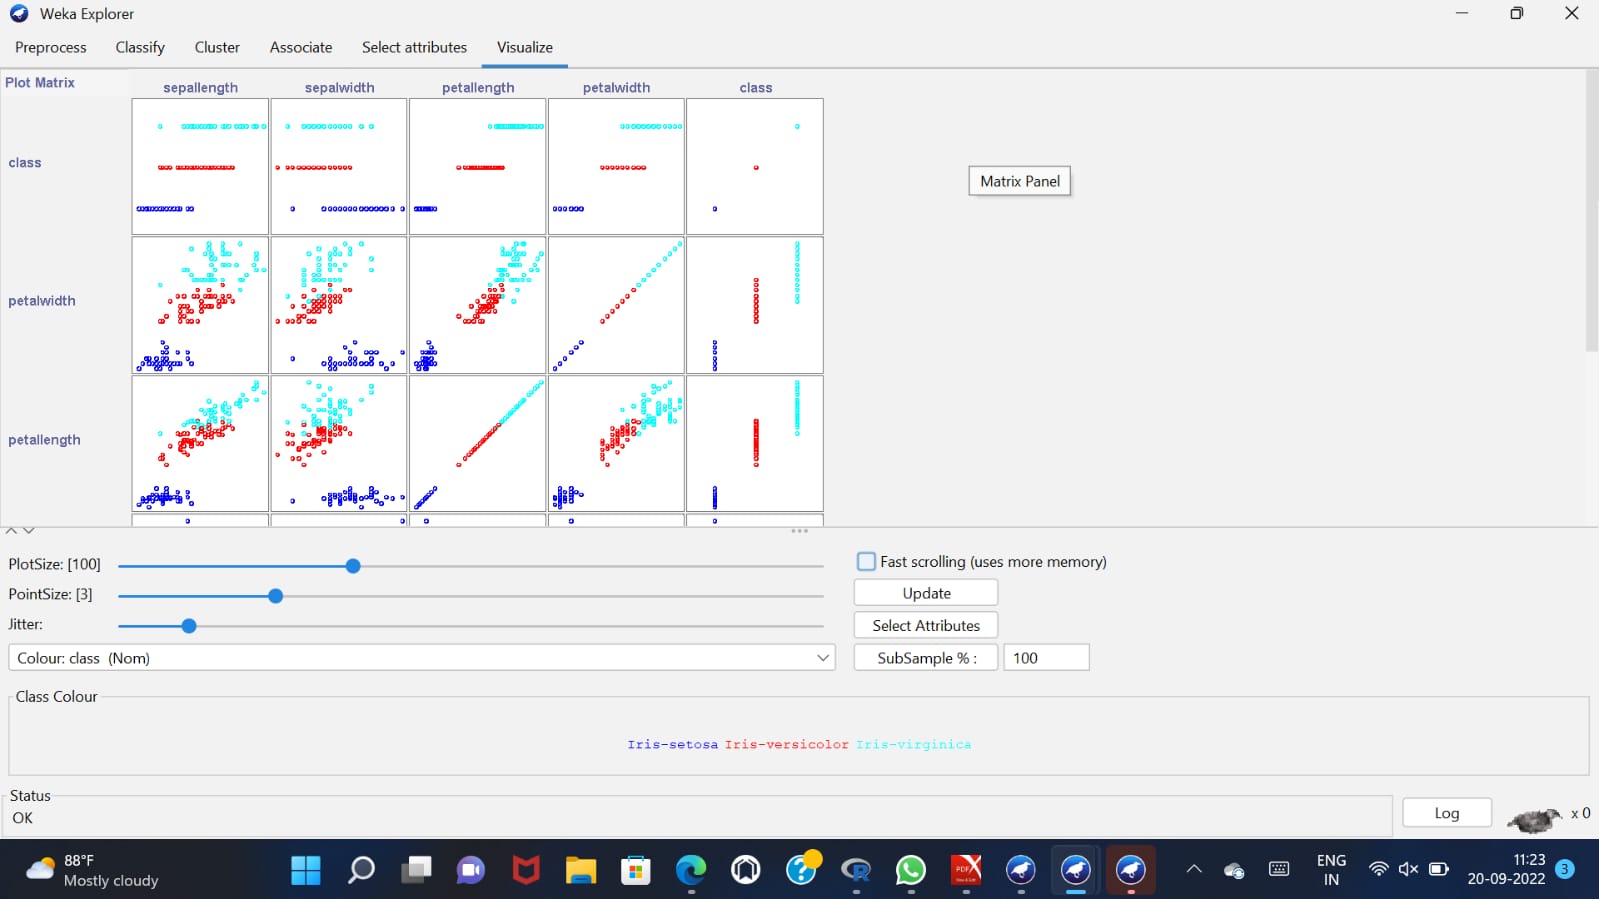 Weka Explorer
Preprocess Classify Cluster Associate Select attributes Visualize
Plot Matrix sepallength sepalwidth petallength petalwidth class
class
Matrix Panel
petalwidth
petallength
PlotSize: [100]
Fast scrolling (uses more memory)
PointSize: [3]
Update
Jitter:
Select Attributes
Colour: class (Nom)
SubSample % : 100
Class Colour
Iris-setosa Iris-versicolor Iris-virginica
Status
OK
Log
x 0
88°F
Mostly cloudy
PDF
ENG
IN
11:23
20-09-2022
3